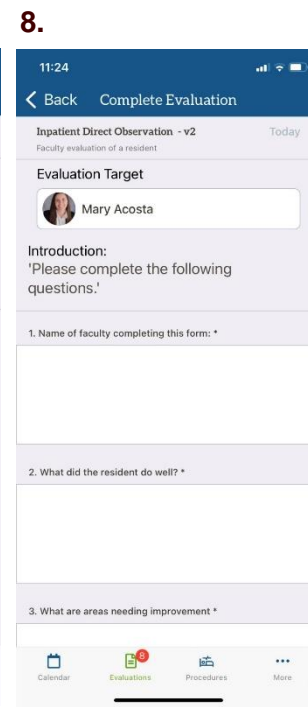 8.
11:24
Back Complete Evaluation
Inpatient Direct Observation - v2 Today
Faculty evaluation of a resident
Evaluation Target
Mary Acosta
Introduction:
'Please complete the following
questions.'
1. Name of faculty completing this form: *
2. What did the resident do well? *
3. What are areas needing improvement *
8
Calendar Evaluations Procedures More